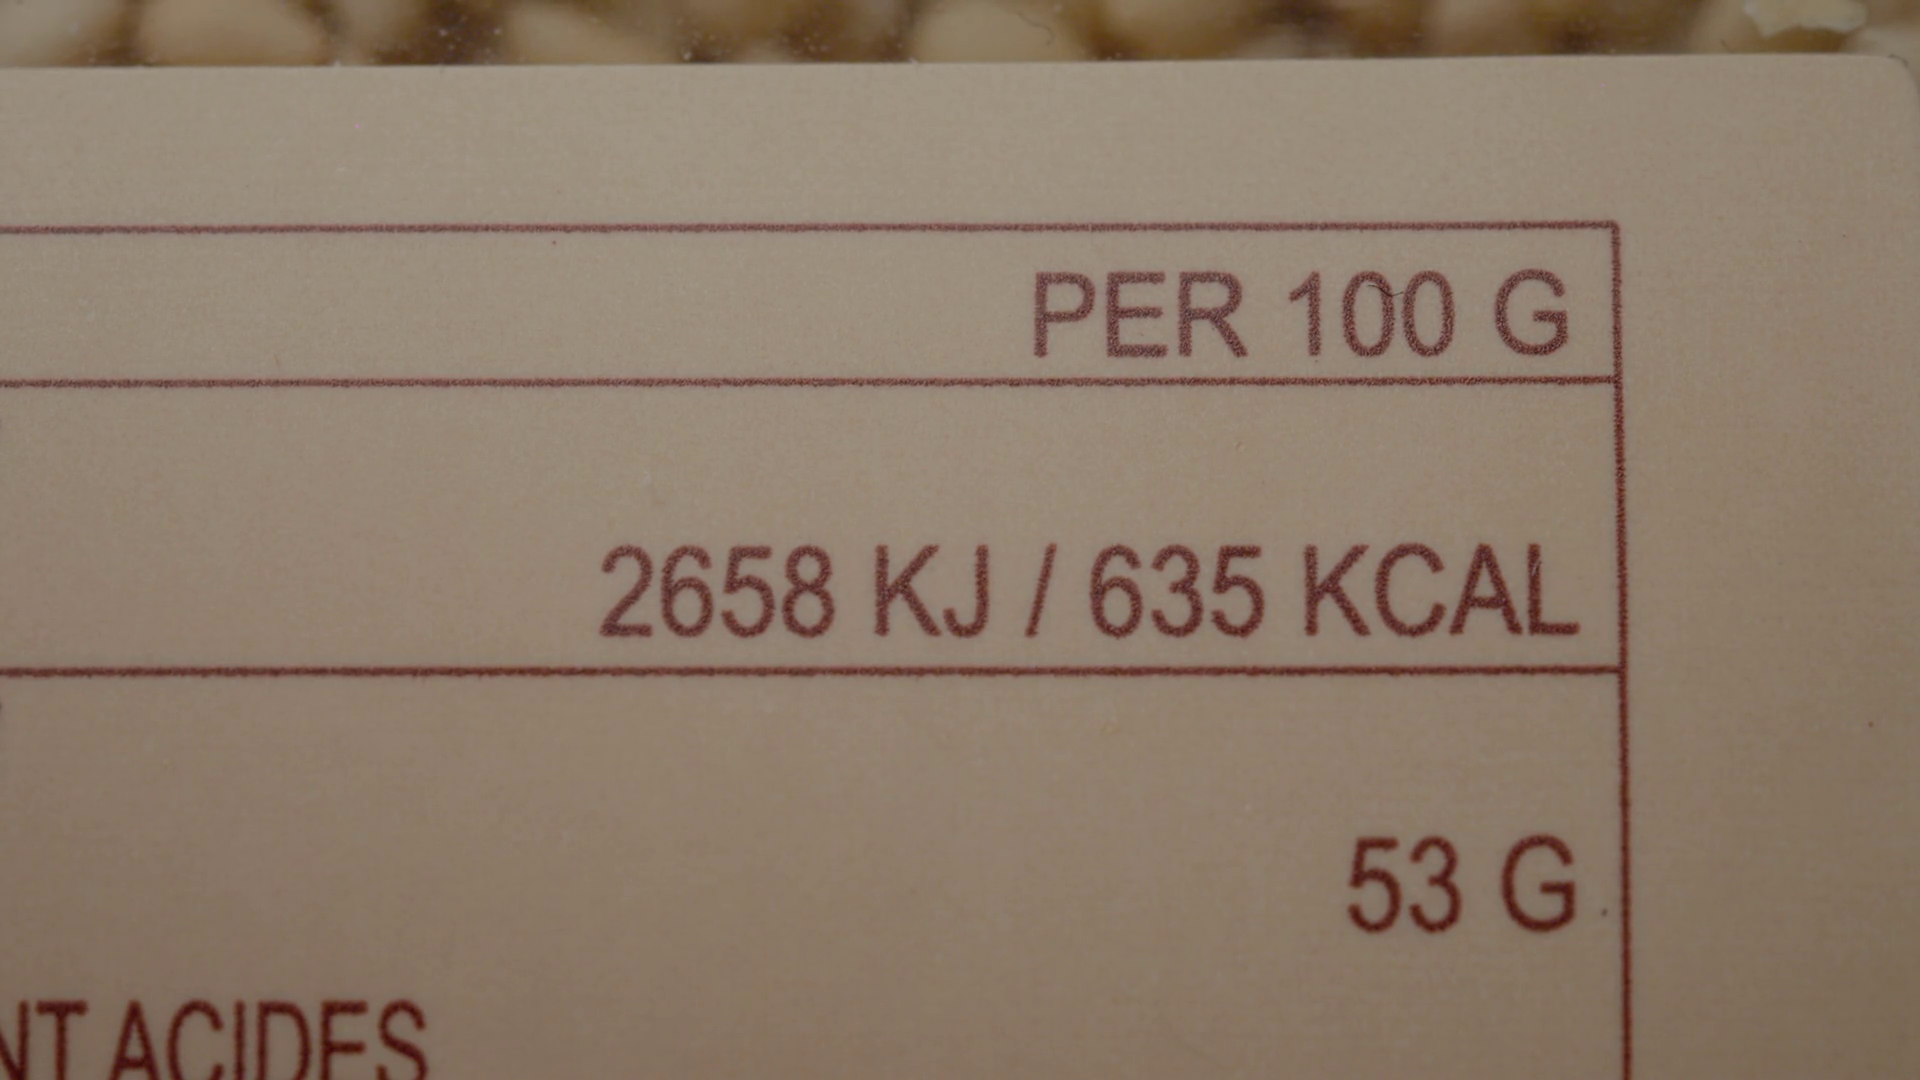 PER 100 G
2658 KJ / 635 KCAL
53 G
NT ACIDES